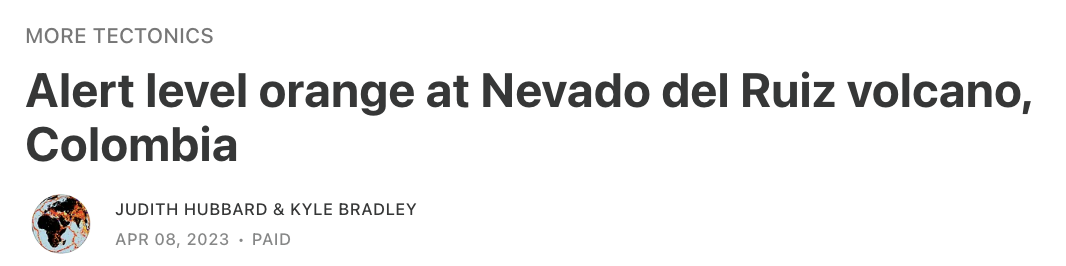 MORE TECTONICS
Alert level orange at Nevado del Ruiz volcano,
Colombia
JUDITH HUBBARD & KYLE BRADLEY
APR 08, 2023 · PAID